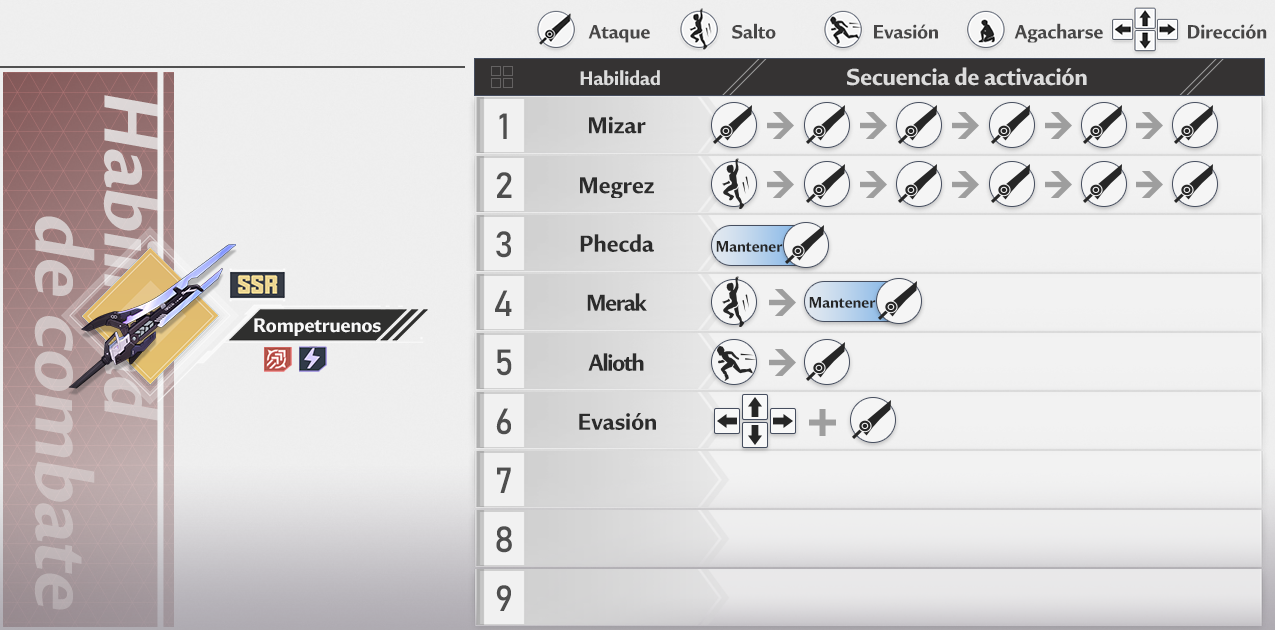 Ataque
Salto
Evasión
Agacharse
Dirección
Habilidad
de combate
SSR
Rompetruenos
Habilidad
Secuencia de activación
1 Mizar
2 Megrez
3 Phecda Mantener
4 Merak Mantener
5 Alioth
6 Evasión
7
8
9